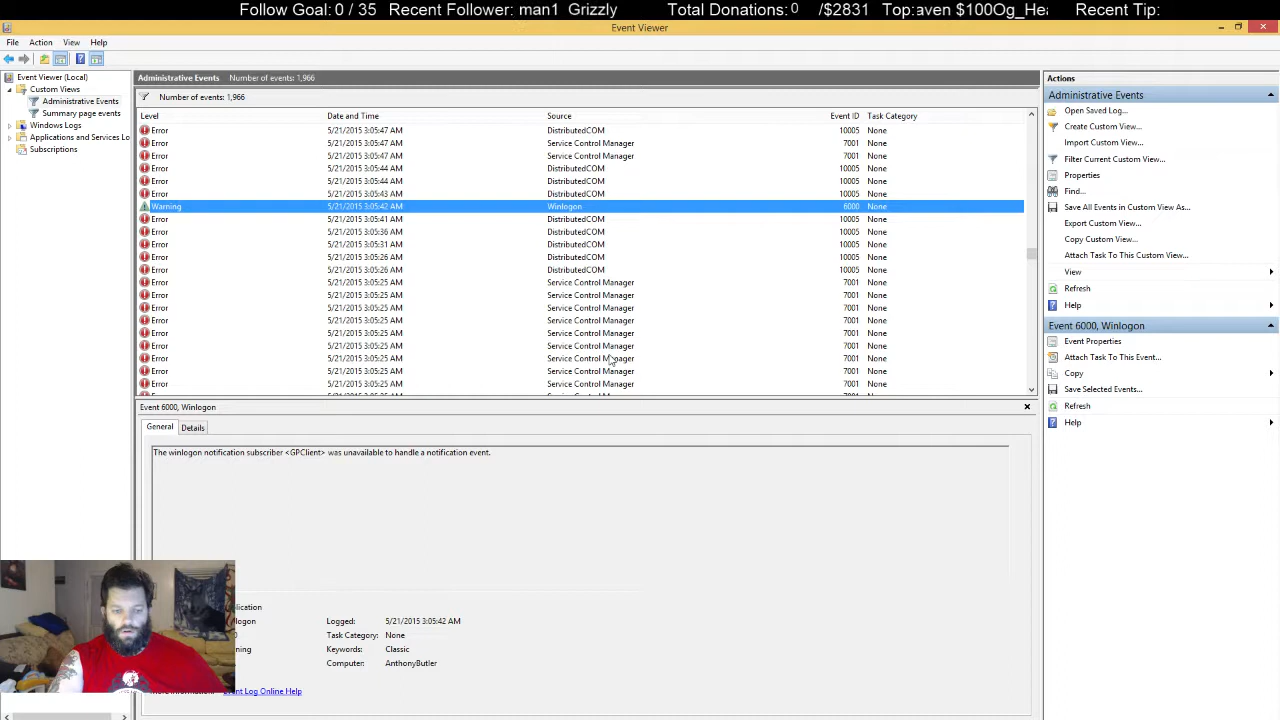 Follow Goal: 0 / 35 Recent Follower: man1 Grizzly Total Donations: 0 /$2831 Top:aven $100Og_Hea Recent Tip:
Event Viewer
File Action View Help
Event Viewer (Local)
Custom Views
Administrative Events
Summary page events
Windows Logs
Applications and Services Lo
Subscriptions
Administrative Events Number of events: 1,966
Number of events: 1,966
Level Date and Time Source Event ID Task Category
Error 5/21/2015 3:05:47 AM DistributedCOM 10005 None
Error 5/21/2015 3:05:47 AM Service Control Manager 7001 None
Error 5/21/2015 3:05:47 AM Service Control Manager 7001 None
Error 5/21/2015 3:05:44 AM DistributedCOM 10005 None
Error 5/21/2015 3:05:44 AM DistributedCOM 10005 None
Error 5/21/2015 3:05:43 AM DistributedCOM 10005 None
Warning 5/21/2015 3:05:42 AM Winlogon 6000 None
Error 5/21/2015 3:05:41 AM DistributedCOM 10005 None
Error 5/21/2015 3:05:36 AM DistributedCOM 10005 None
Error 5/21/2015 3:05:31 AM DistributedCOM 10005 None
Error 5/21/2015 3:05:26 AM DistributedCOM 10005 None
Error 5/21/2015 3:05:26 AM DistributedCOM 10005 None
Error 5/21/2015 3:05:25 AM Service Control Manager 7001 None
Error 5/21/2015 3:05:25 AM Service Control Manager 7001 None
Error 5/21/2015 3:05:25 AM Service Control Manager 7001 None
Error 5/21/2015 3:05:25 AM Service Control Manager 7001 None
Error 5/21/2015 3:05:25 AM Service Control Manager 7001 None
Error 5/21/2015 3:05:25 AM Service Control Manager 7001 None
Error 5/21/2015 3:05:25 AM Service Control Manager 7001 None
Error 5/21/2015 3:05:25 AM Service Control Manager 7001 None
Error 5/21/2015 3:05:25 AM Service Control Manager 7001 None
Event 6000, Winlogon
General Details
The winlogon notification subscriber <GPClient> was unavailable to handle a notification event.
plication
logon Logged: 5/21/2015 3:05:42 AM
Task Category: None
ning Keywords: Classic
Computer: AnthonyButler
Event Log Online Help
Actions
Administrative Events
Open Saved Log...
Create Custom View...
Import Custom View...
Filter Current Custom View...
Properties
Find...
Save All Events in Custom View As...
Export Custom View...
Copy Custom View...
Attach Task To This Custom View...
View
Refresh
Help
Event 6000, Winlogon
Event Properties
Attach Task To This Event...
Copy
Save Selected Events...
Refresh
Help